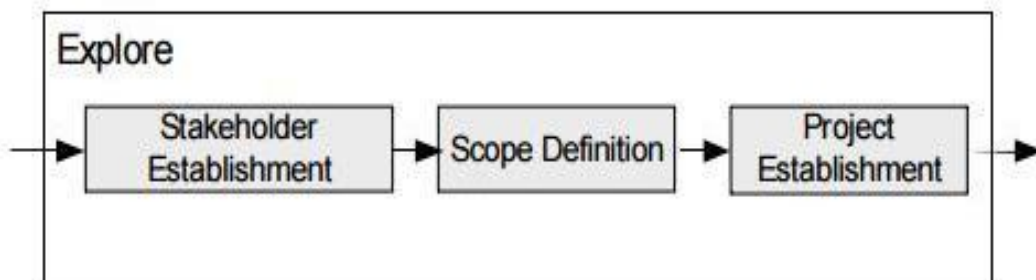 Explore
Stakeholder
Establishment
Scope Definition
Project
Establishment